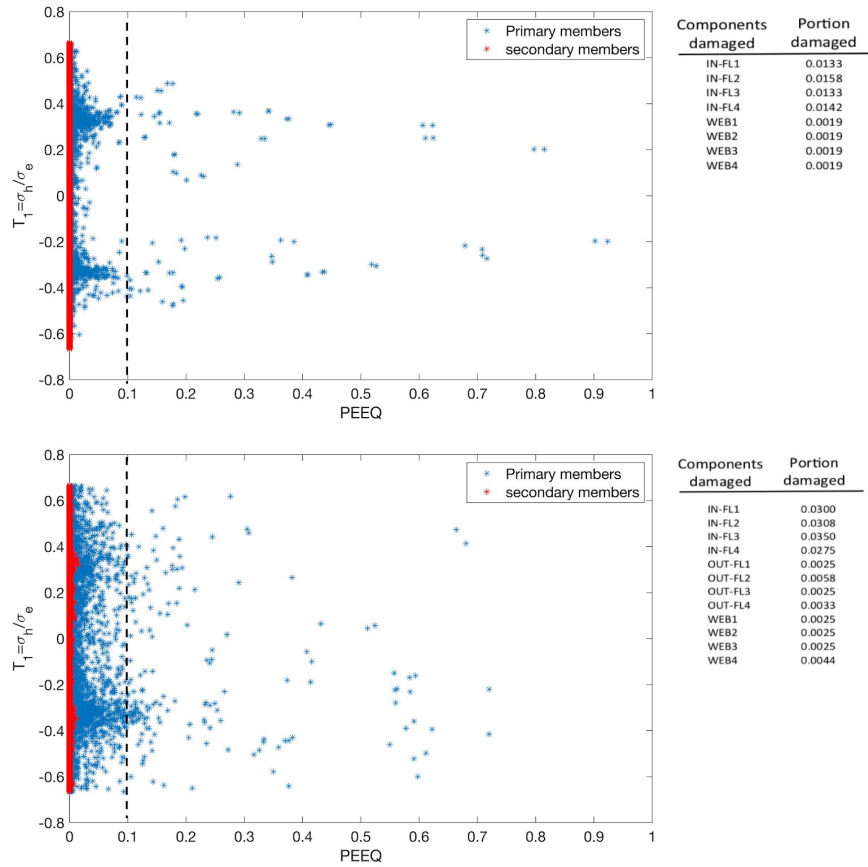 0.8
0.6
0.4
0.2
0
-0.2
-0.4
-0.6
-0.8
T1=σh/σe
0 0.1 0.2 0.3 0.4 0.5 0.6 0.7 0.8 0.9 1
PEEQ
Primary members
secondary members
Components Portion
damaged damaged
IN-FL1 0.0133
IN-FL2 0.0158
IN-FL3 0.0133
IN-FL4 0.0142
WEB1 0.0019
WEB2 0.0019
WEB3 0.0019
WEB4 0.0019
0.8
0.6
0.4
0.2
0
-0.2
-0.4
-0.6
-0.8
T1=σh/σe
0 0.1 0.2 0.3 0.4 0.5 0.6 0.7 0.8 0.9 1
PEEQ
Primary members
secondary members
Components Portion
damaged damaged
IN-FL1 0.0300
IN-FL2 0.0308
IN-FL3 0.0350
IN-FL4 0.0275
OUT-FL1 0.0025
OUT-FL2 0.0058
OUT-FL3 0.0025
OUT-FL4 0.0033
WEB1 0.0025
WEB2 0.0025
WEB3 0.0025
WEB4 0.0044